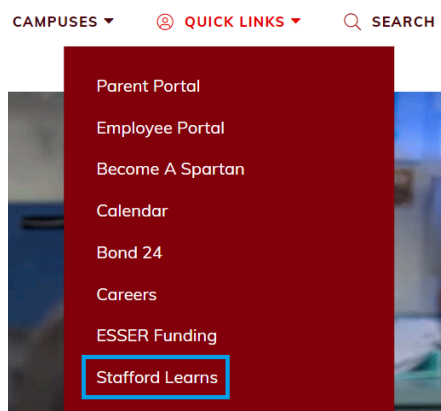 CAMPUSES QUICK LINKS SEARCH
Parent Portal
Employee Portal
Become A Spartan
Calendar
Bond 24
Careers
ESSER Funding
Stafford Learns